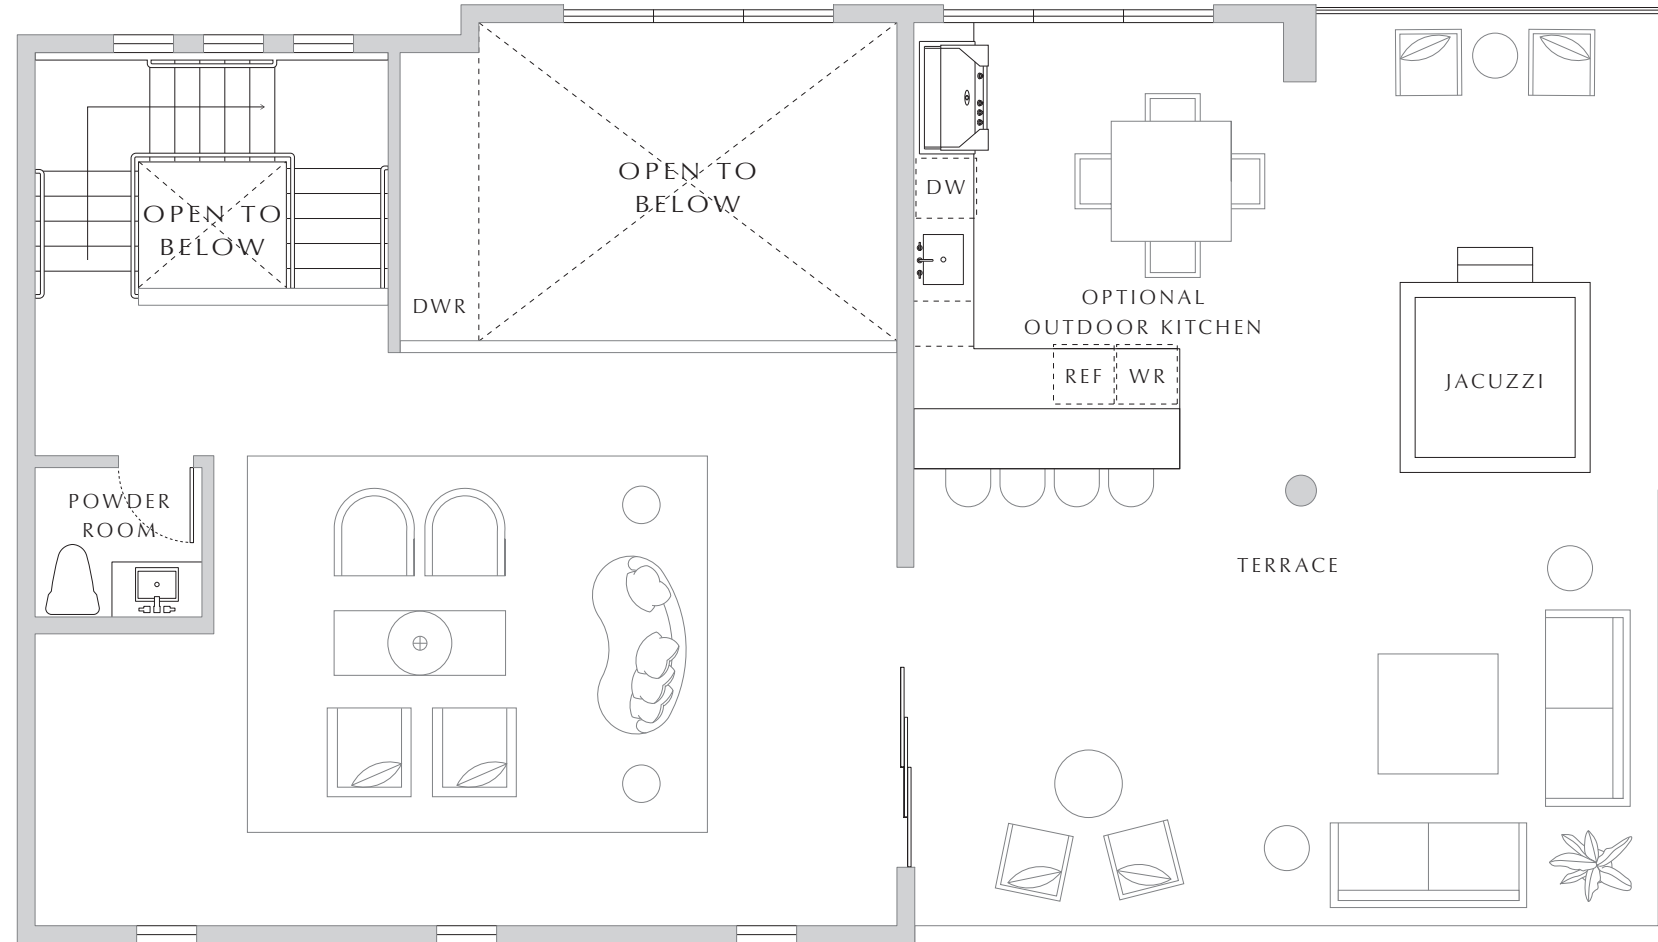 OPEN TO
BELOW
OPEN TO
BELOW
DWR
DW
OPTIONAL
OUTDOOR KITCHEN
REF
WR
JACUZZI
POWDER
ROOM
TERRACE